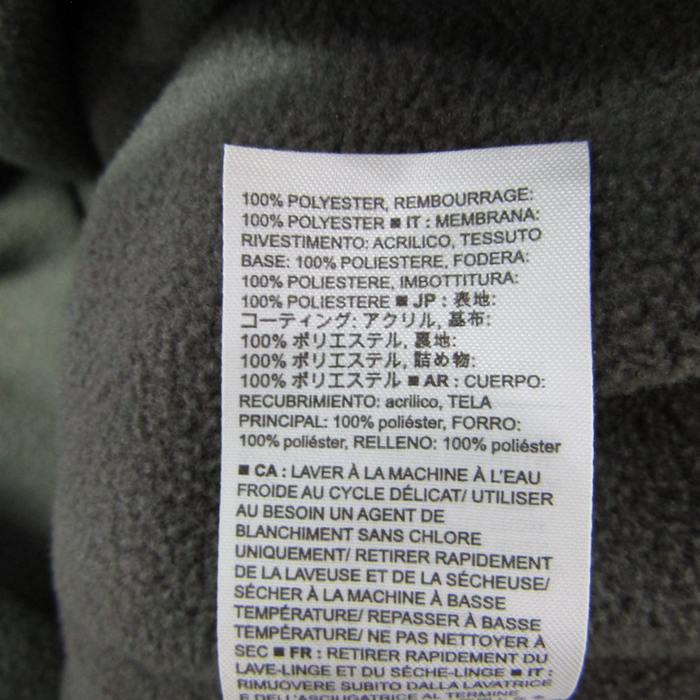 100% POLYESTER, REMBOURRAGE:
100% POLYESTER ■ IT : MEMBRANA:
RIVESTIMENTO: ACRILICO, TESSUTO
BASE: 100% POLIESTERE, FODERA:
100% POLIESTERE, IMBOTTITURA:
100% POLIESTERE ■ JP : 表地:
コーティング: アクリル, 基布:
100% ポリエステル, 裏地:
100% ポリエステル, 詰め物:
100% ポリエステル ■ AR : CUERPO:
RECUBRIMIENTO: acrilico, TELA
PRINCIPAL: 100% poliéster, FORRO:
100% poliéster, RELLENO: 100% poliéster
■ CA : LAVER À LA MACHINE À L'EAU
FROIDE AU CYCLE DÉLICAT/ UTILISER
AU BESOIN UN AGENT DE
BLANCHIMENT SANS CHLORE
UNIQUEMENT/ RETIRER RAPIDEMENT
DE LA LAVEUSE ET DE LA SÉCHEUSE/
SÉCHER À LA MACHINE À BASSE
TEMPÉRATURE/ REPASSER À BASSE
TEMPÉRATURE/ NE PAS NETTOYER À
SEC ■ FR : RETIRER RAPIDEMENT DU
LAVE-LINGE ET DU SÈCHE-LINGE ■ IT :
RIMUOVERE SUBITO DALLA LAVATRICE
E DELL'ASCIUGATRICE AL TERMINE